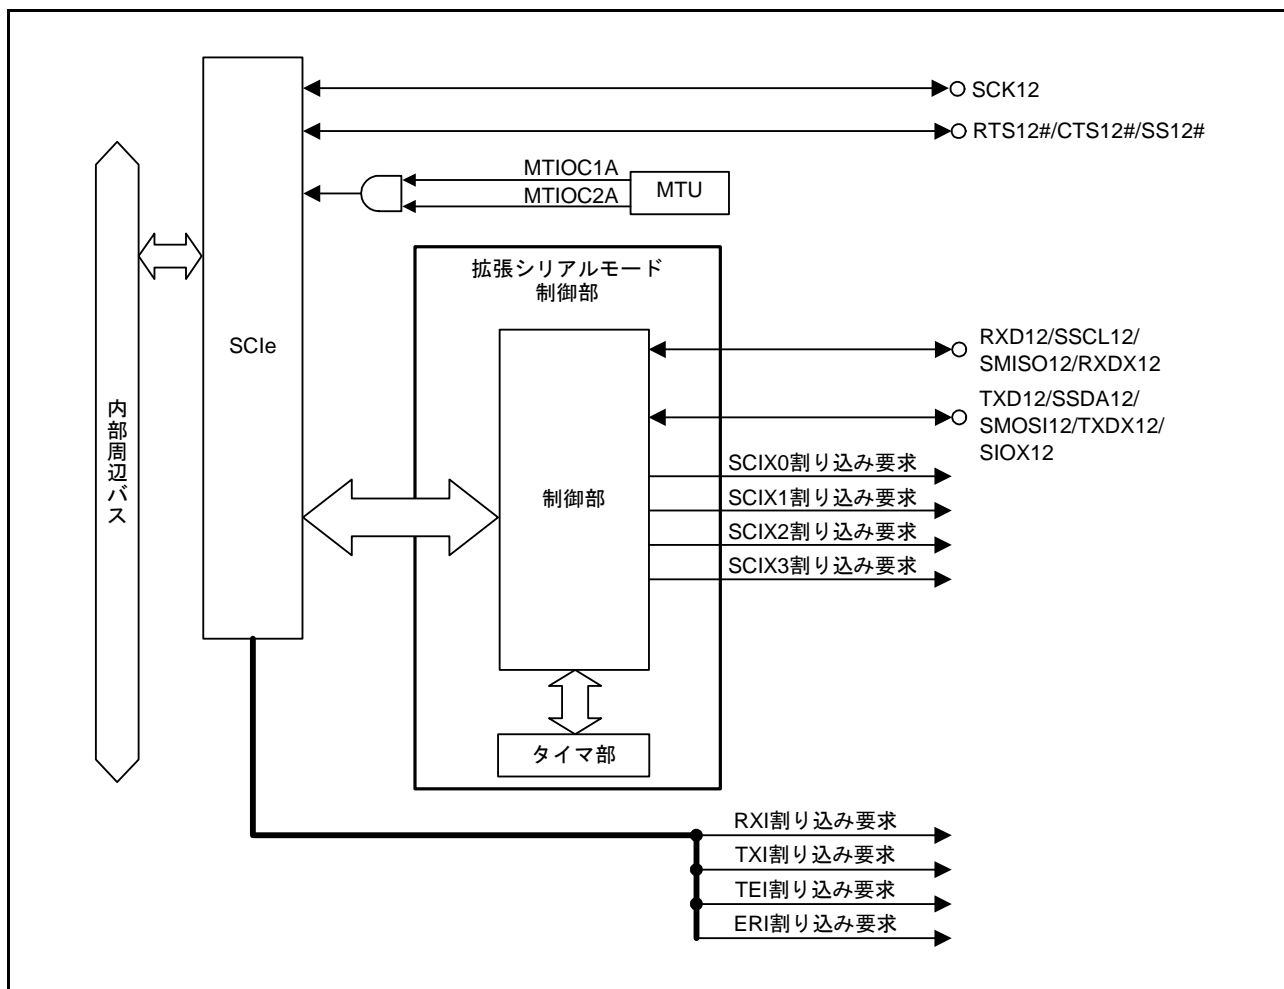 SCK12
RTS12#/CTS12#/SS12#
MTIOC1A
MTIOC2A
MTU
拡張シリアルモード
制御部
SCIe
内部周辺バス
RXD12/SSCL12/
SMISO12/RXDX12
TXD12/SSDA12/
SMOSI12/TXDX12/
SIOX12
制御部
SCIX0割り込み要求
SCIX1割り込み要求
SCIX2割り込み要求
SCIX3割り込み要求
タイマ部
RXI割り込み要求
TXI割り込み要求
TEI割り込み要求
ERI割り込み要求